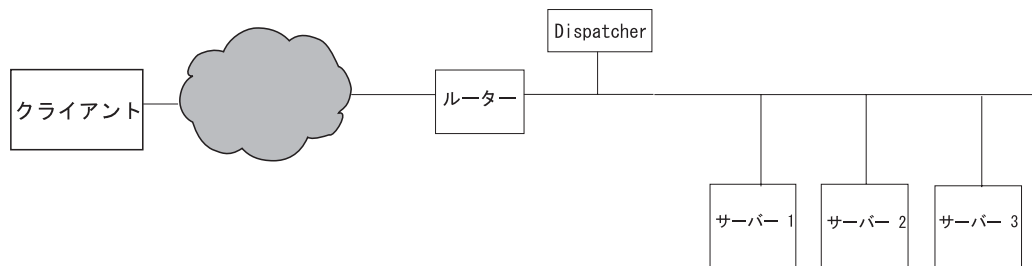 Dispatcher
クライアント
ルーター
サーバー 1
サーバー 2
サーバー 3